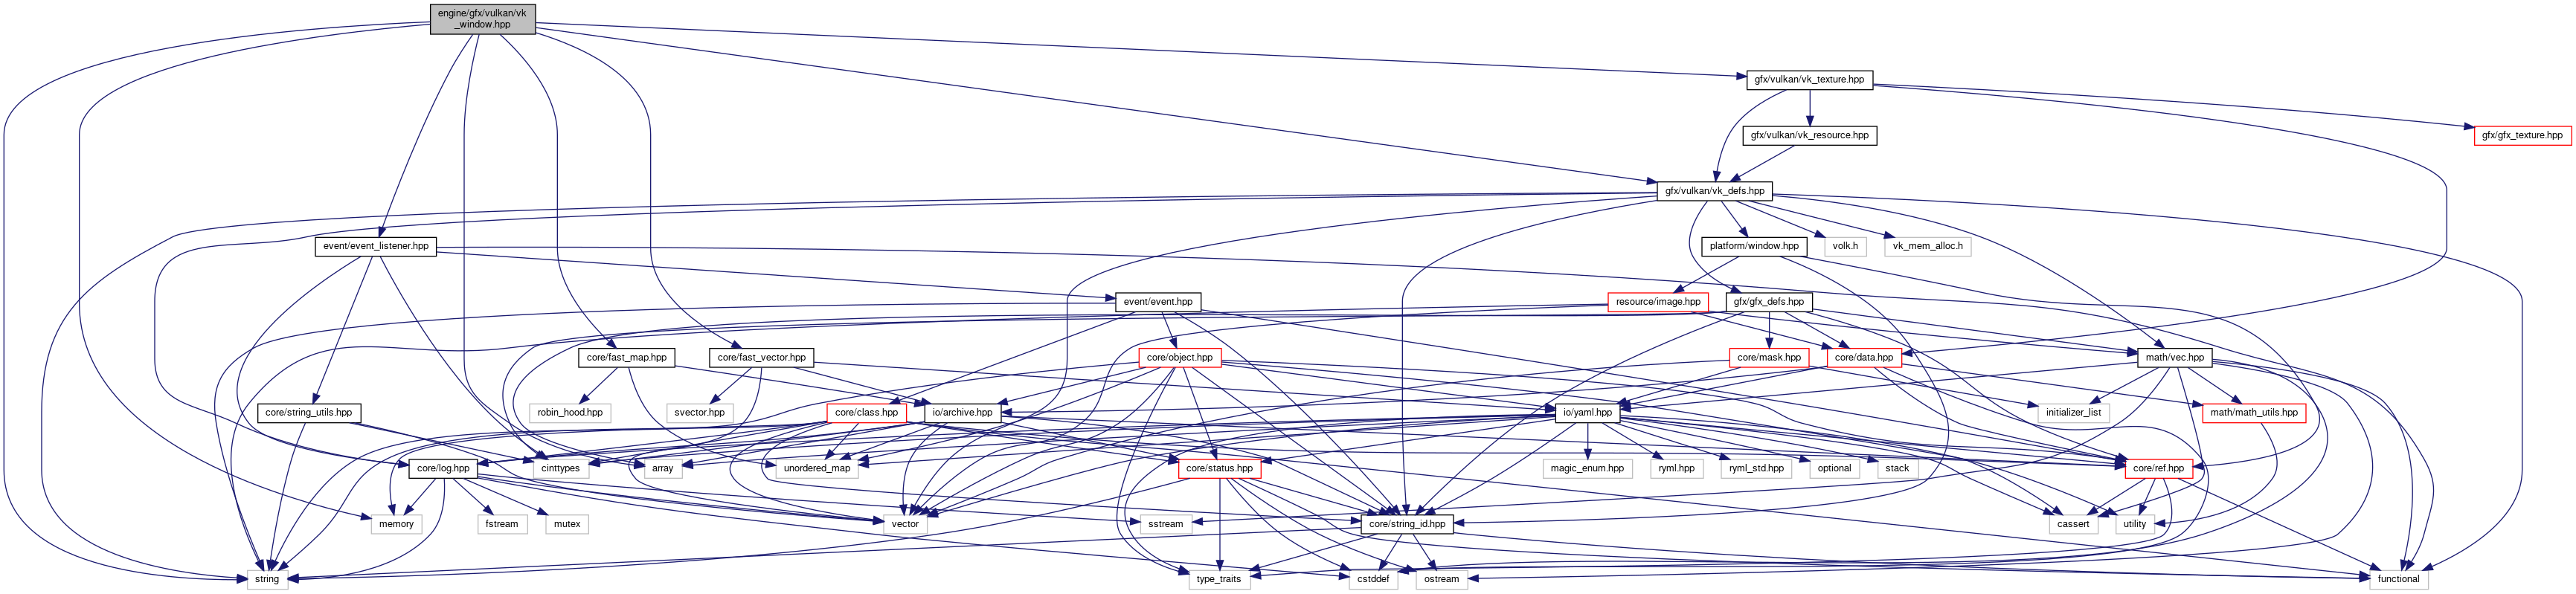 engine/gfx/vulkan/vk
_window.hpp
gfx/vulkan/vk_texture.hpp
gfx/vulkan/vk_resource.hpp
gfx/gfx_texture.hpp
gfx/vulkan/vk_defs.hpp
event/event_listener.hpp
platform/window.hpp
volk.h
vk_mem_alloc.h
event/event.hpp
resource/image.hpp
gfx/gfx_defs.hpp
core/fast_map.hpp
core/fast_vector.hpp
core/object.hpp
core/mask.hpp
core/data.hpp
math/vec.hpp
core/string_utils.hpp
robin_hood.hpp
svector.hpp
core/class.hpp
io/archive.hpp
io/yaml.hpp
initializer_list
math/math_utils.hpp
core/log.hpp
cinttypes
array
unordered_map
core/status.hpp
magic_enum.hpp
ryml.hpp
ryml_std.hpp
optional
stack
core/ref.hpp
memory
fstream
mutex
vector
sstream
core/string_id.hpp
cassert
utility
string
type_traits
cstddef
ostream
functional